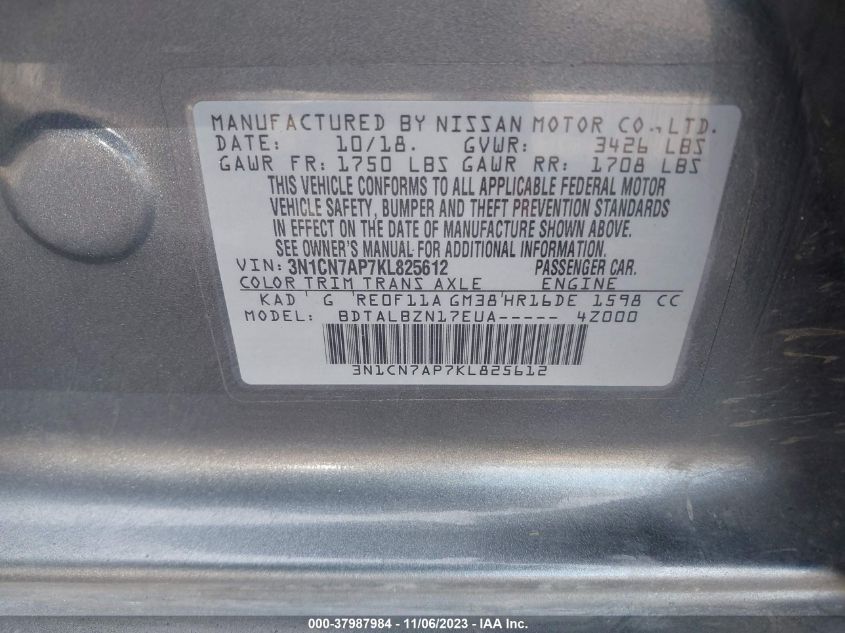 MANUFACTURED BY NISSAN MOTOR CO.,LTD.
DATE: 10/18. GVWR: 3426 LBS
GAWR FR: 1750 LBS GAWR RR: 1708 LBS
THIS VEHICLE CONFORMS TO ALL APPLICABLE FEDERAL MOTOR
VEHICLE SAFETY, BUMPER AND THEFT PREVENTION STANDARDS
IN EFFECT ON THE DATE OF MANUFACTURE SHOWN ABOVE.
SEE OWNER'S MANUAL FOR ADDITIONAL INFORMATION.
VIN: 3N1CN7AP7KL825612 PASSENGER CAR.
COLOR TRIM TRANS AXLE ENGINE
KAD G RE0F11A GM38 HR16DE 1598 CC
MODEL: BDTALBZN17EUA----- 4Z000
3N1CN7AP7KL825612
000-37987984 - 11/06/2023 - IAA Inc.